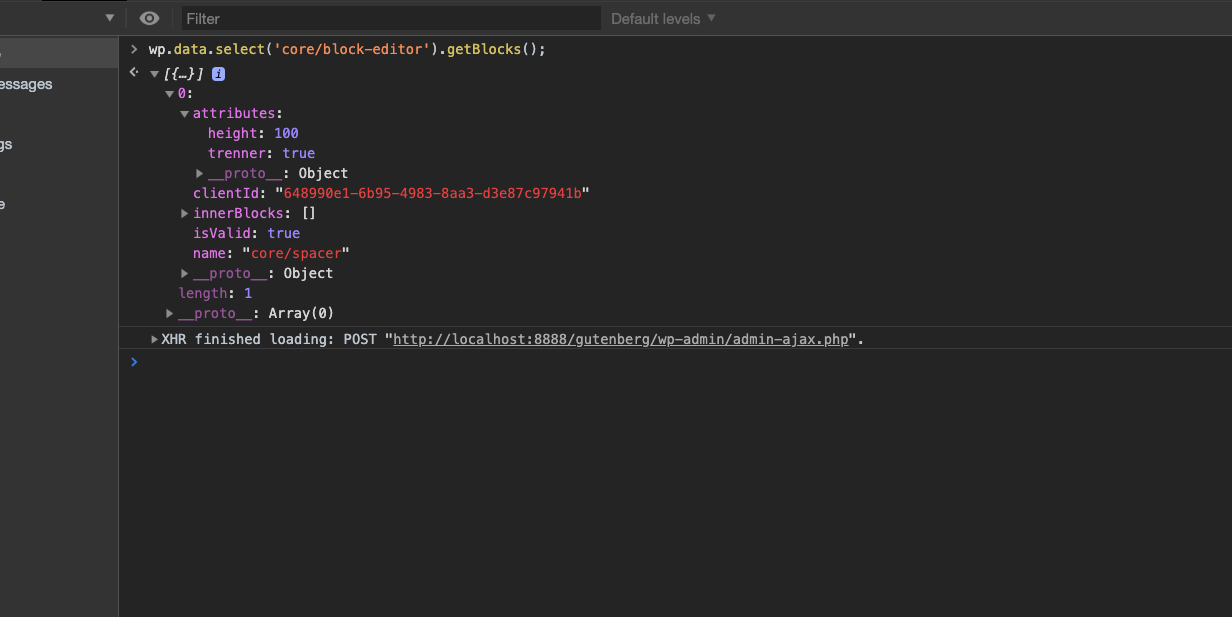 Filter
Default levels ▼
> wp.data.select('core/block-editor').getBlocks();
[{…}] i
0:
attributes:
essages
height: 100
gs
trenner: true
__proto__: Object
clientId: "648990e1-6b95-4983-8aa3-d3e87c97941b"
e
innerBlocks: []
isValid: true
name: "core/spacer"
__proto__: Object
length: 1
__proto__: Array(0)
XHR finished loading: POST "http://localhost:8888/gutenberg/wp-admin/admin-ajax.php".
>